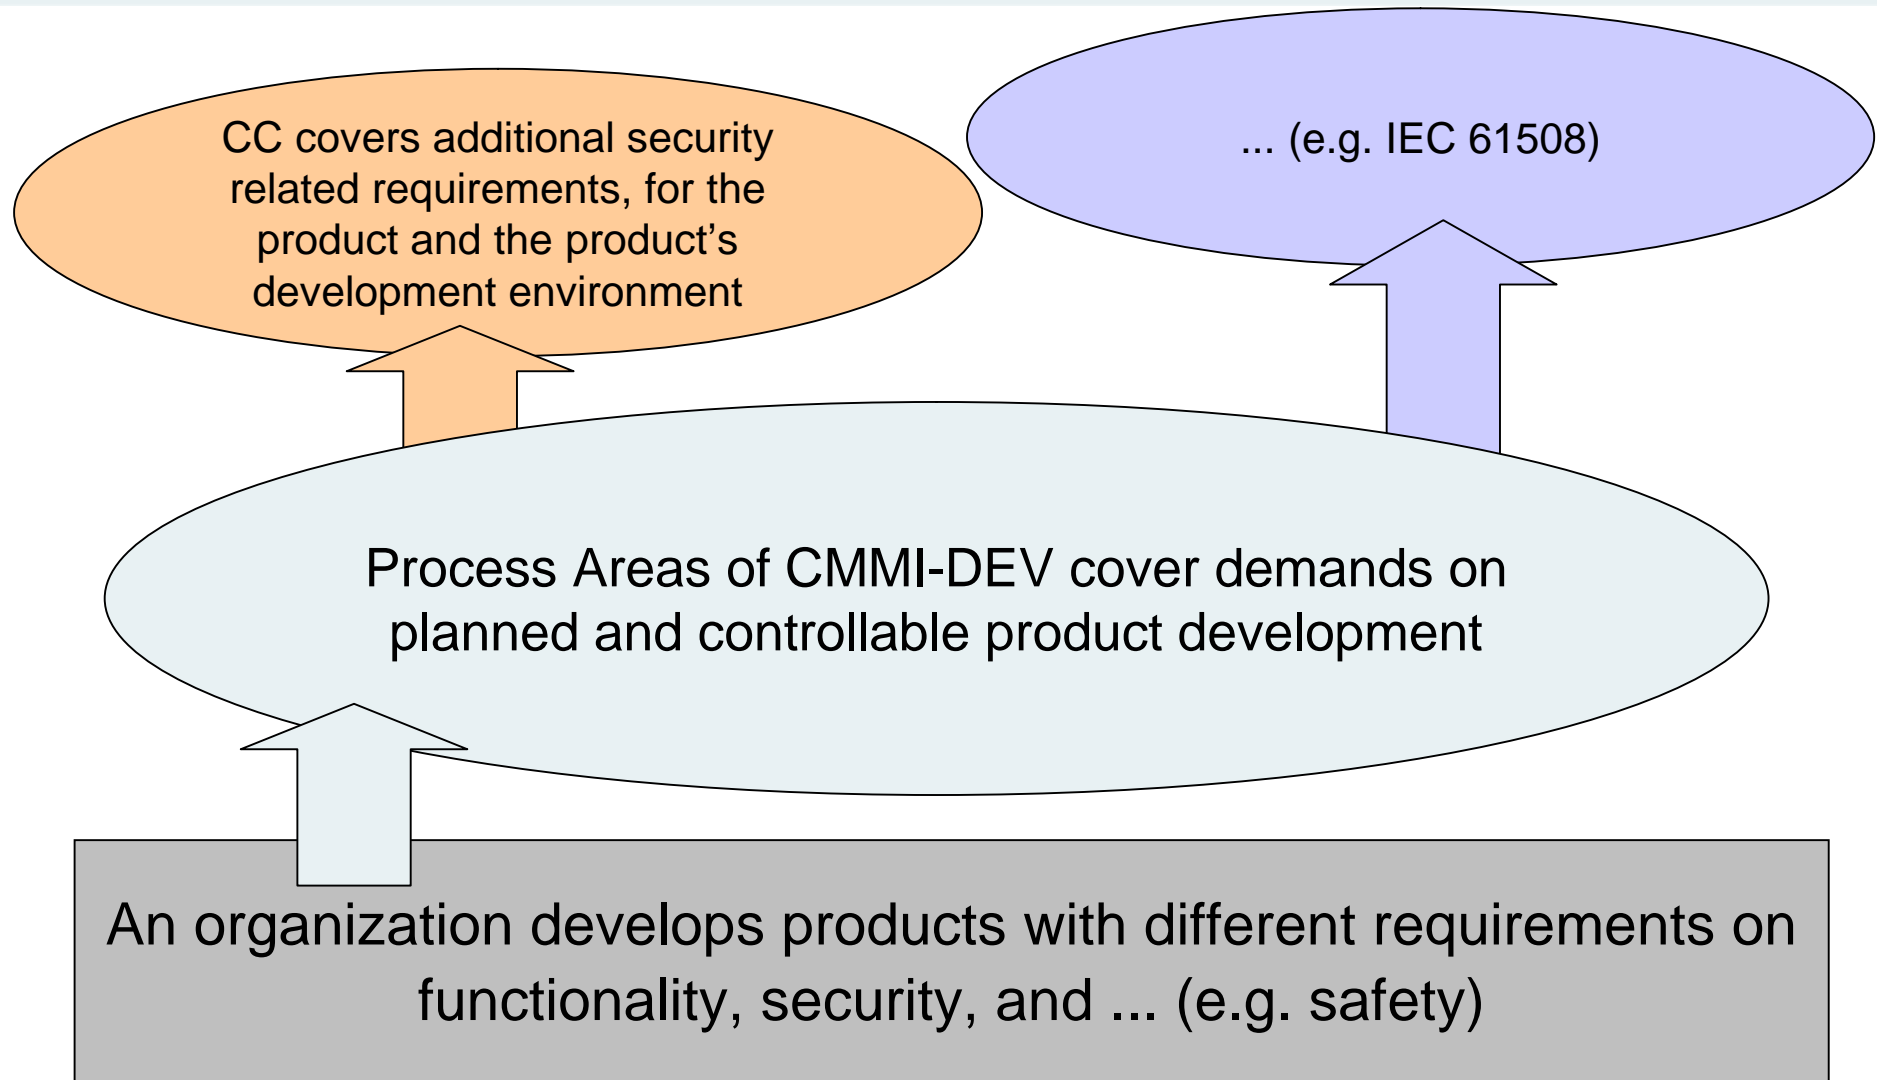 CC covers additional security
related requirements, for the
product and the product's
development environment
... (e.g. IEC 61508)
Process Areas of CMMI-DEV cover demands on
planned and controllable product development
An organization develops products with different requirements on
functionality, security, and ... (e.g. safety)